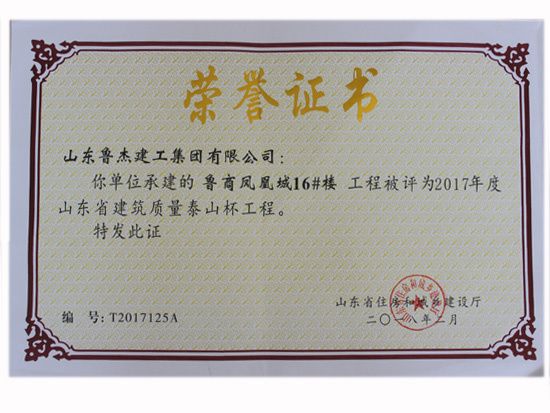 荣誉证书
山东鲁杰建工集团有限公司：
你单位承建的 鲁商凤凰城16#楼 工程被评为2017年度
山东省建筑质量泰山杯工程。
特发此证
山东省住房和城乡建设厅
编 号：T2017125A
二〇一八年二月